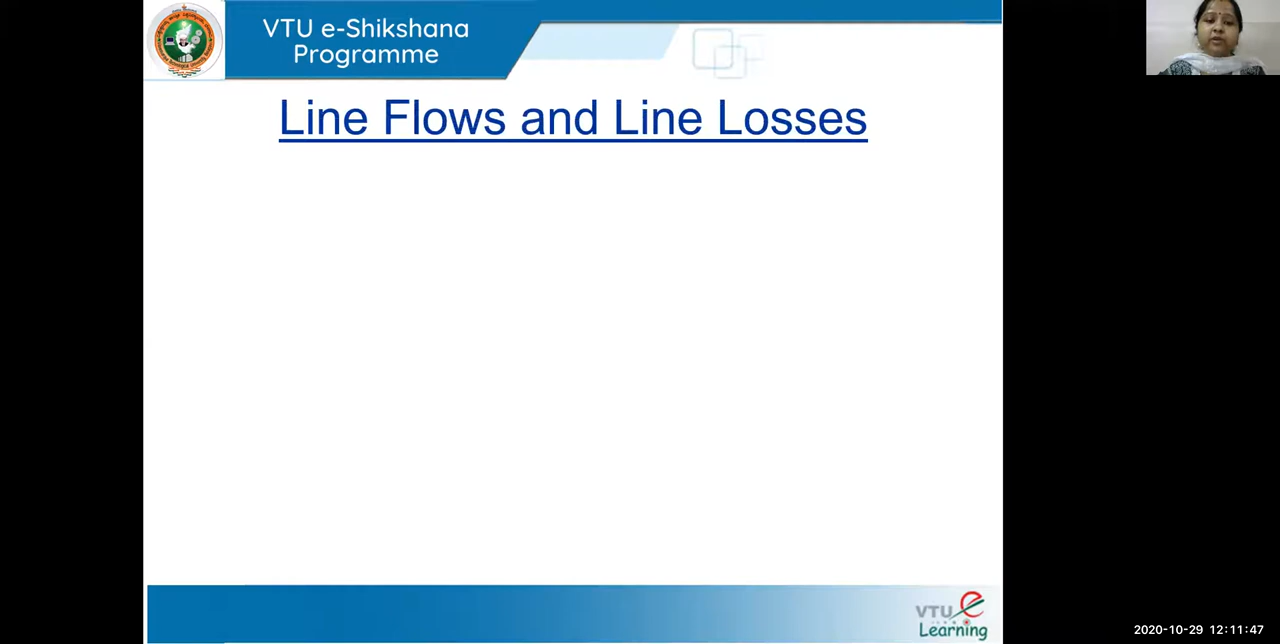 VTU e-Shikshana
Programme
Line Flows and Line Losses
VTU e
Learning
2020-10-29 12:11:47